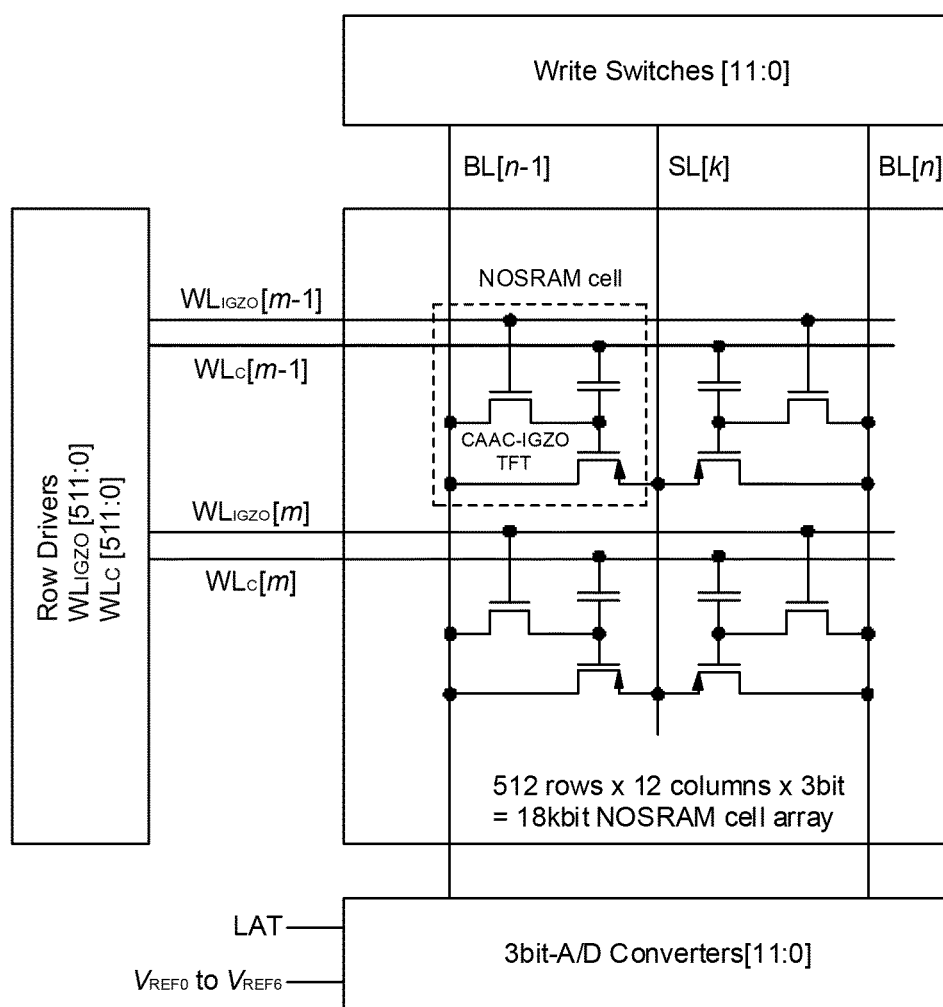 Write Switches [11:0]
BL[n-1]
SL[k]
BL[n]
NOSRAM cell
WLIGZO[m-1]
WLC[m-1]
CAAC-IGZO
TFT
Row Drivers
WLIGZO [511:0]
WLC [511:0]
WLIGZO[m]
WLC[m]
512 rows x 12 columns x 3bit
= 18kbit NOSRAM cell array
LAT
VREF0 to VREF6
3bit-A/D Converters[11:0]